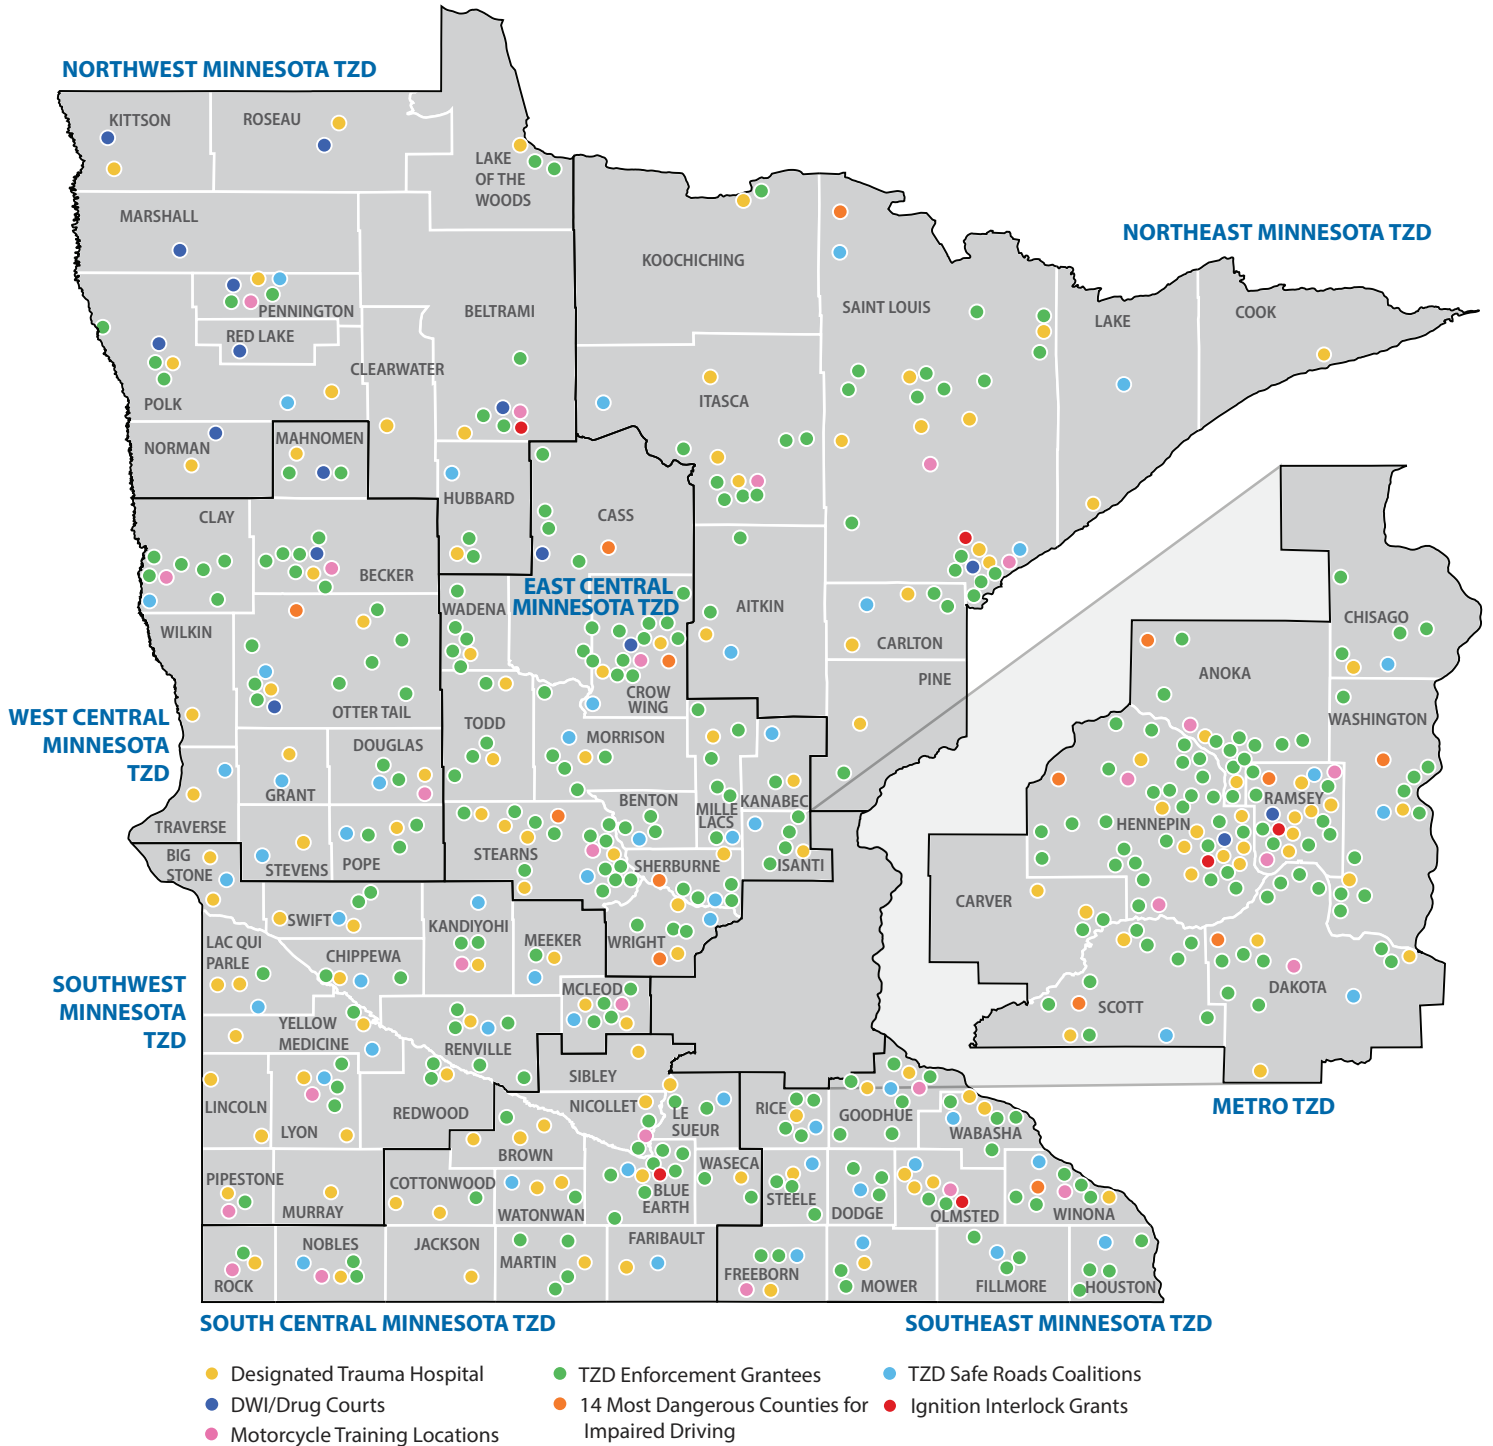 NORTHWEST MINNESOTA TZD
KITTSON
ROSEAU
LAKE
OF THE
WOODS
MARSHALL
NORTHEAST MINNESOTA TZD
KOOCHICHING
PENNINGTON
BELTRAMI
SAINT LOUIS
LAKE
COOK
RED LAKE
CLEARWATER
POLK
ITASCA
NORMAN
MAHNOMEN
HUBBARD
CLAY
CASS
BECKER
EAST CENTRAL
MINNESOTA TZD
WADENA
AITKIN
CHISAGO
WILKIN
CARLTON
ANOKA
PINE
CROW
WING
OTTER TAIL
WASHINGTON
WEST CENTRAL
MINNESOTA
TZD
TODD
MORRISON
DOUGLAS
GRANT
BENTON
MILLE
LACS
KANABEC
RAMSEY
TRAVERSE
HENNEPIN
BIG
STONE
STEVENS
POPE
STEARNS
SHERBURNE
ISANTI
CARVER
SWIFT
KANDIYOHI
LAC QUI
PARLE
CHIPPEWA
MEEKER
WRIGHT
SOUTHWEST
MINNESOTA
TZD
MCLEOD
DAKOTA
SCOTT
YELLOW
MEDICINE
RENVILLE
SIBLEY
LINCOLN
LYON
REDWOOD
NICOLLET
LE
SUEUR
RICE
GOODHUE
METRO TZD
WABASHA
BROWN
PIPESTONE
MURRAY
COTTONWOOD
WATONWAN
BLUE
EARTH
WASECA
STEELE
DODGE
OLMSTED
WINONA
ROCK
NOBLES
JACKSON
MARTIN
FARIBAULT
FREEBORN
MOWER
FILLMORE
HOUSTON
SOUTH CENTRAL MINNESOTA TZD
SOUTHEAST MINNESOTA TZD
Designated Trauma Hospital
DWI/Drug Courts
Motorcycle Training Locations
TZD Enforcement Grantees
14 Most Dangerous Counties for
Impaired Driving
TZD Safe Roads Coalitions
Ignition Interlock Grants